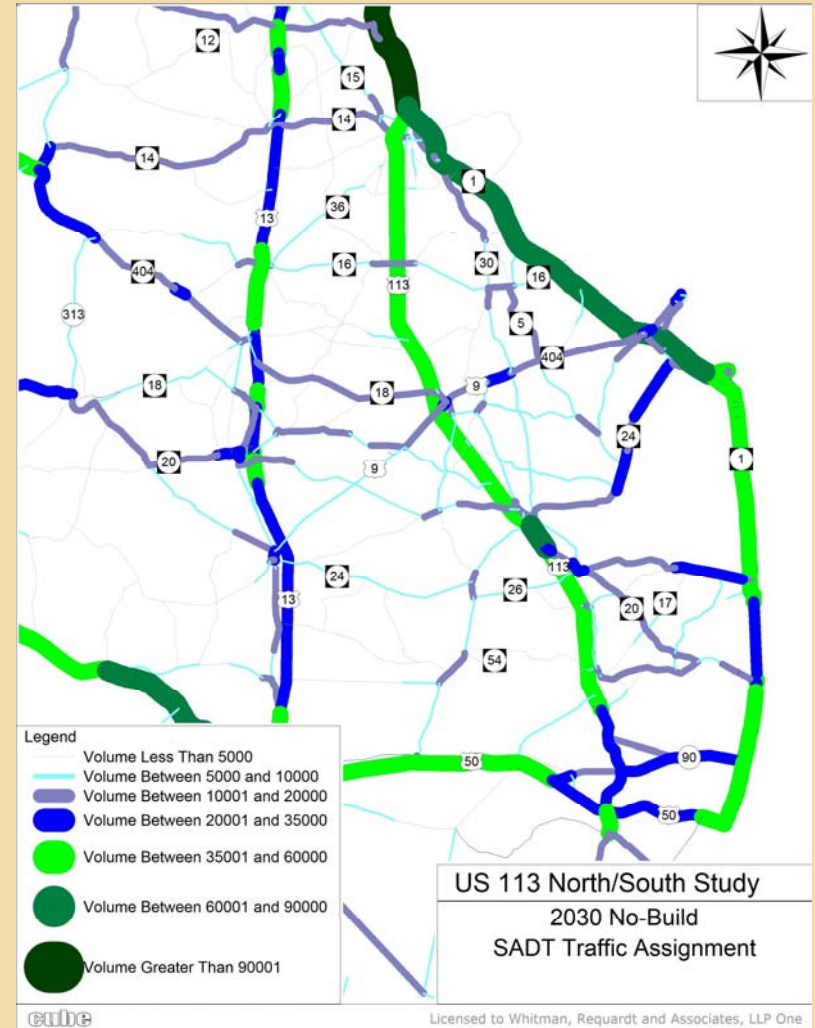 12
15
14
14
1
36
13
30
16
16
113
404
5
313
404
9
18
18
24
1
20
9
113
24
26
13
20
17
54
50
90
50
Legend
Volume Less Than 5000
Volume Between 5000 and 10000
Volume Between 10001 and 20000
Volume Between 20001 and 35000
Volume Between 35001 and 60000
Volume Between 60001 and 90000
Volume Greater Than 90001
US 113 North/South Study
2030 No-Build
SADT Traffic Assignment
cube
Licensed to Whitman, Requardt and Associates, LLP One